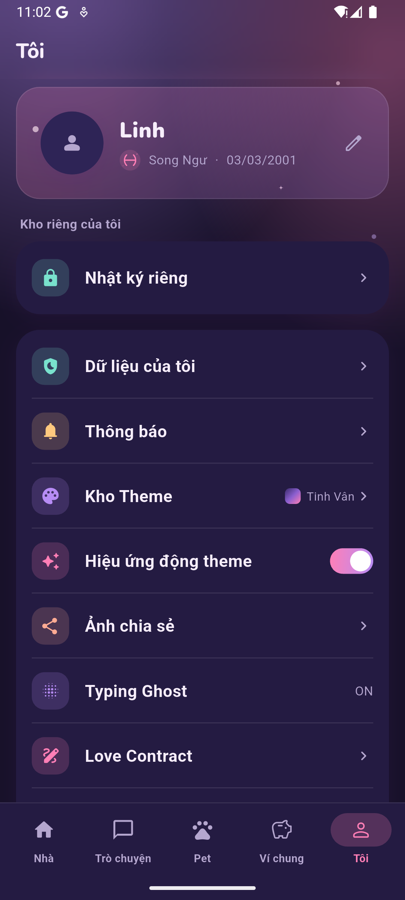 11:02
Tôi
Linh
Song Ngư · 03/03/2001
Kho riêng của tôi
Nhật ký riêng
Dữ liệu của tôi
Thông báo
Kho Theme
Tinh Vân
Hiệu ứng động theme
Ảnh chia sẻ
Typing Ghost
ON
Love Contract
Nhà
Trò chuyện
Pet
Ví chung
Tôi